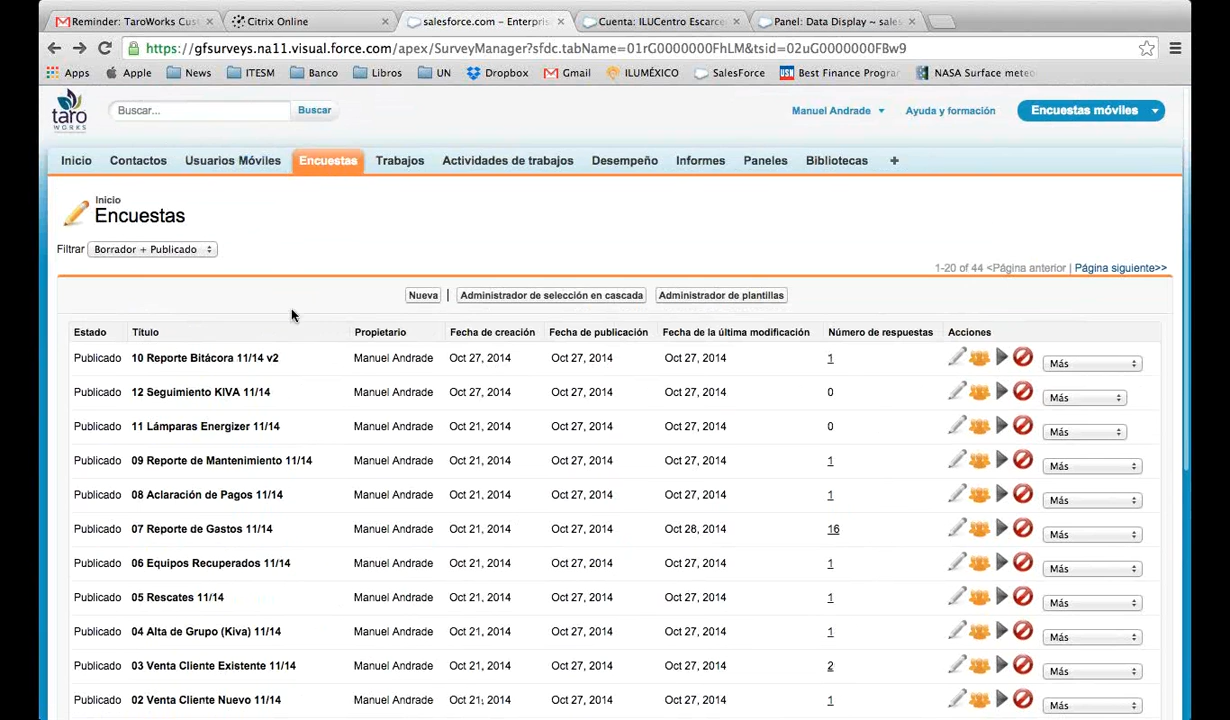 Reminder: TaroWorks Cus
Citrix Online
salesforce.com – Enterpris
Cuenta: ILUCentro Escarce
Panel: Data Display ~ sales
https://gfsurveys.na11.visual.force.com/apex/SurveyManager?sfdc.tabName=01rG0000000FhLM&tsid=02uG0000000FBw9
Apps Apple News ITESM Banco Libros UN Dropbox Gmail ILUMÉXICO SalesForce Best Finance Progra NASA Surface meteo
TARO WORKS
Buscar... Buscar Manuel Andrade Ayuda y formación Encuestas móviles
Inicio Contactos Usuarios Móviles Encuestas Trabajos Actividades de trabajos Desempeño Informes Paneles Bibliotecas +
Inicio
Encuestas
Filtrar Borrador + Publicado
1-20 of 44 <Página anterior | Página siguiente>>
Nueva | Administrador de selección en cascada Administrador de plantillas
Estado Título Propietario Fecha de creación Fecha de publicación Fecha de la última modificación Número de respuestas Acciones
Publicado 10 Reporte Bitácora 11/14 v2 Manuel Andrade Oct 27, 2014 Oct 27, 2014 Oct 27, 2014 1 Más
Publicado 12 Seguimiento KIVA 11/14 Manuel Andrade Oct 27, 2014 Oct 27, 2014 Oct 27, 2014 0 Más
Publicado 11 Lámparas Energizer 11/14 Manuel Andrade Oct 21, 2014 Oct 27, 2014 Oct 27, 2014 0 Más
Publicado 09 Reporte de Mantenimiento 11/14 Manuel Andrade Oct 21, 2014 Oct 27, 2014 Oct 27, 2014 1 Más
Publicado 08 Aclaración de Pagos 11/14 Manuel Andrade Oct 21, 2014 Oct 27, 2014 Oct 27, 2014 1 Más
Publicado 07 Reporte de Gastos 11/14 Manuel Andrade Oct 21, 2014 Oct 27, 2014 Oct 28, 2014 16 Más
Publicado 06 Equipos Recuperados 11/14 Manuel Andrade Oct 21, 2014 Oct 27, 2014 Oct 27, 2014 1 Más
Publicado 05 Rescates 11/14 Manuel Andrade Oct 21, 2014 Oct 27, 2014 Oct 27, 2014 1 Más
Publicado 04 Alta de Grupo (Kiva) 11/14 Manuel Andrade Oct 21, 2014 Oct 27, 2014 Oct 27, 2014 1 Más
Publicado 03 Venta Cliente Existente 11/14 Manuel Andrade Oct 21, 2014 Oct 27, 2014 Oct 27, 2014 2 Más
Publicado 02 Venta Cliente Nuevo 11/14 Manuel Andrade Oct 21, 2014 Oct 27, 2014 Oct 27, 2014 1 Más